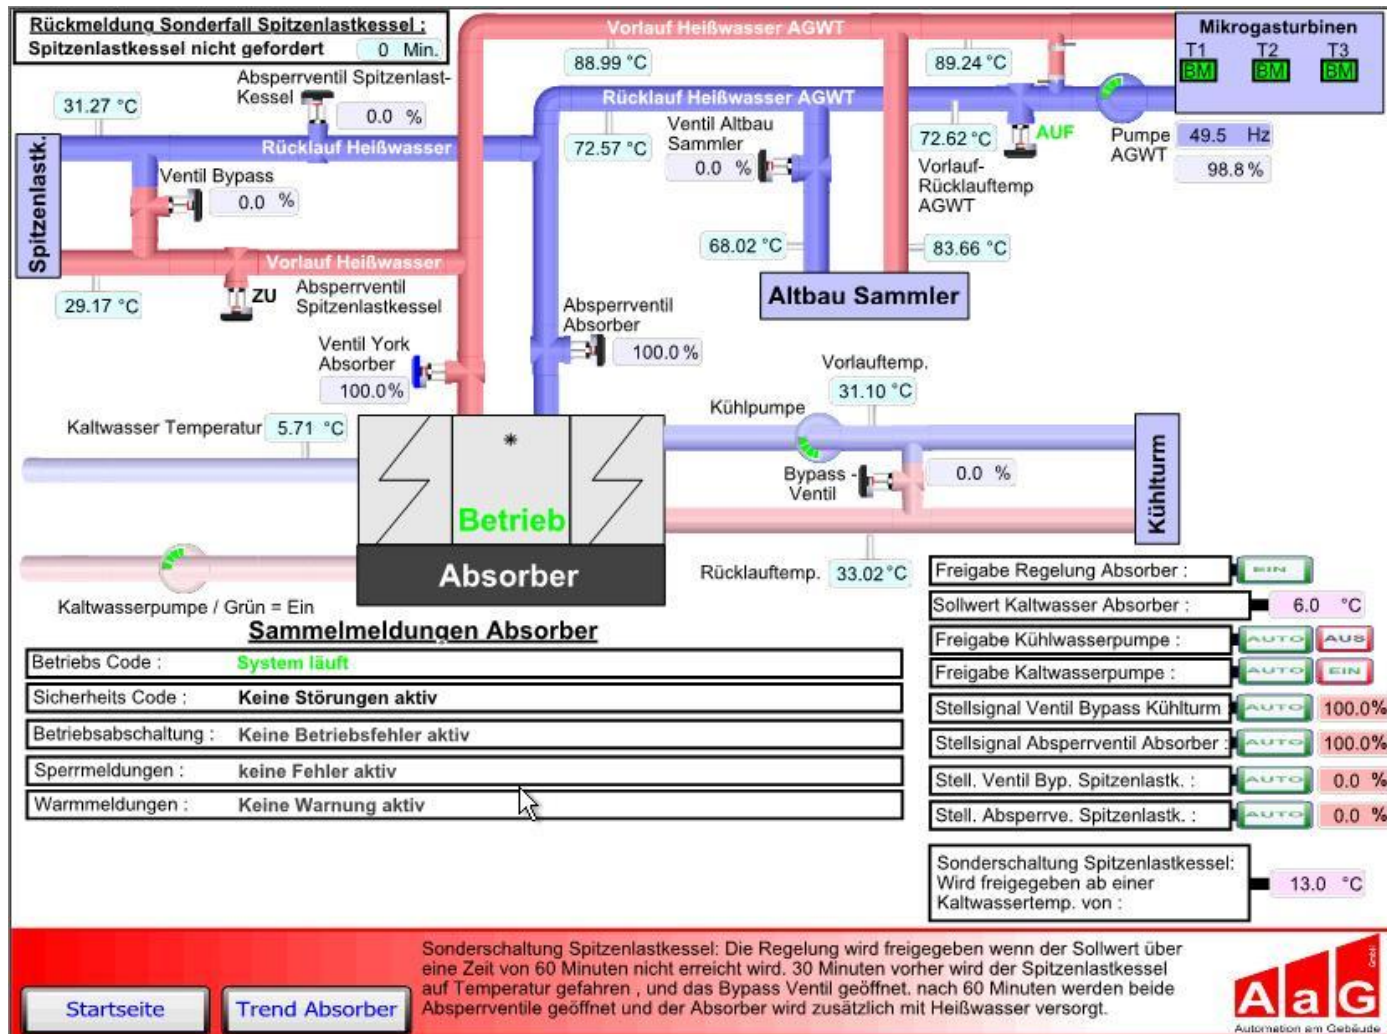 Rückmeldung Sonderfall Spitzenlastkessel :
Spitzenlastkessel nicht gefordert 0 Min.
Vorlauf Heißwasser AGWT
Mikrogasturbinen
T1 T2 T3
BM BM BM
88.99 °C
89.24 °C
Absperrventil Spitzenlast-
Kessel
0.0 %
31.27 °C
Rücklauf Heißwasser AGWT
Rücklauf Heißwasser
72.57 °C
Ventil Altbau
Sammler
0.0 %
72.62 °C
AUF
Vorlauf-
Rücklauftemp
AGWT
Pumpe
AGWT
49.5 Hz
98.8 %
Spitzenlastk.
Ventil Bypass
0.0 %
68.02 °C
83.66 °C
Vorlauf Heißwasser
29.17 °C
ZU
Absperrventil
Spitzenlastkessel
Altbau Sammler
Absperrventil
Absorber
100.0 %
Ventil York
Absorber
100.0%
Vorlauftemp.
31.10 °C
Kühlpumpe
Kaltwasser Temperatur 5.71 °C
Bypass -
Ventil
0.0 %
Kühlturm
*
Betrieb
Absorber
Rücklauftemp. 33.02 °C
Kaltwasserpumpe / Grün = Ein
Freigabe Regelung Absorber : EIN
Sollwert Kaltwasser Absorber : 6.0 °C
Freigabe Kühlwasserpumpe : AUTO AUS
Freigabe Kaltwasserpumpe : AUTO EIN
Stellsignal Ventil Bypass Kühlturm AUTO 100.0%
Stellsignal Absperrventil Absorber : AUTO 100.0%
Stell. Ventil Byp. Spitzenlastk. : AUTO 0.0 %
Stell. Absperrve. Spitzenlastk. : AUTO 0.0 %
Sammelmeldungen Absorber
Betriebs Code : System läuft
Sicherheits Code : Keine Störungen aktiv
Betriebsabschaltung : Keine Betriebsfehler aktiv
Sperrmeldungen : keine Fehler aktiv
Warmmeldungen : Keine Warnung aktiv
Sonderschaltung Spitzenlastkessel:
Wird freigegeben ab einer
Kaltwassertemp. von :
13.0 °C
Sonderschaltung Spitzenlastkessel: Die Regelung wird freigegeben wenn der Sollwert über
eine Zeit von 60 Minuten nicht erreicht wird. 30 Minuten vorher wird der Spitzenlastkessel
auf Temperatur gefahren , und das Bypass Ventil geöffnet. nach 60 Minuten werden beide
Absperrventile geöffnet und der Absorber wird zusätzlich mit Heißwasser versorgt.
Startseite
Trend Absorber
AaG
GmbH
Automation am Gebäude